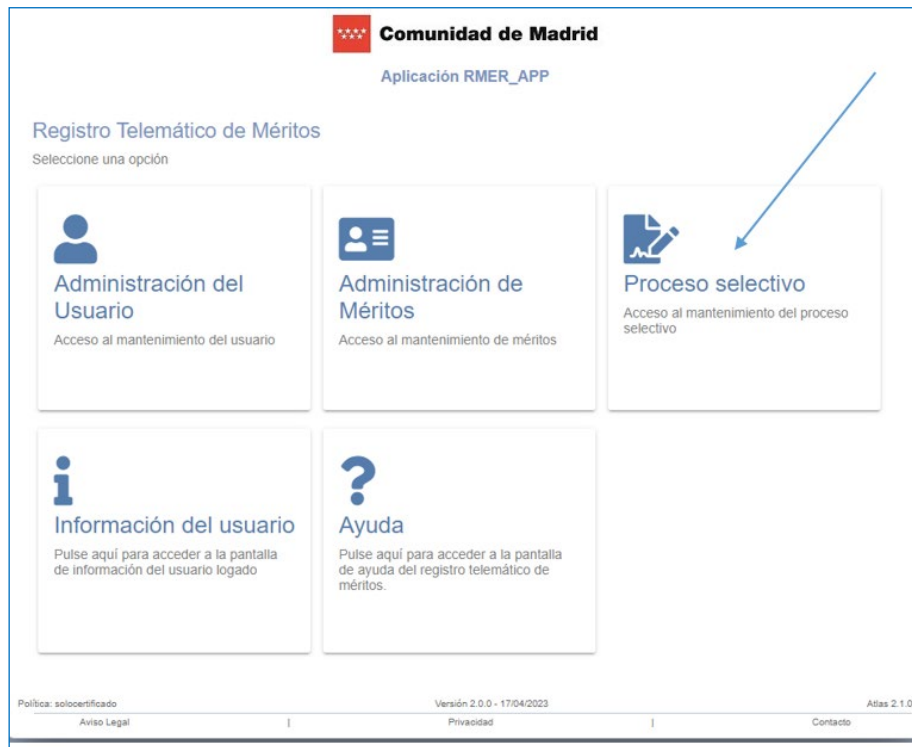 Comunidad de Madrid
Aplicación RMER_APP
Registro Telemático de Méritos
Seleccione una opción
Administración del
Usuario
Acceso al mantenimiento del usuario
Administración de
Méritos
Acceso al mantenimiento de méritos
Proceso selectivo
Acceso al mantenimiento del proceso
selectivo
Información del usuario
Pulse aquí para acceder a la pantalla
de información del usuario logado
Ayuda
Pulse aquí para acceder a la pantalla
de ayuda del registro telemático de
méritos.
Política: solocertificado Versión 2.0.0 - 17/04/2023 Atlas 2.1.0
Aviso Legal | Privacidad | Contacto